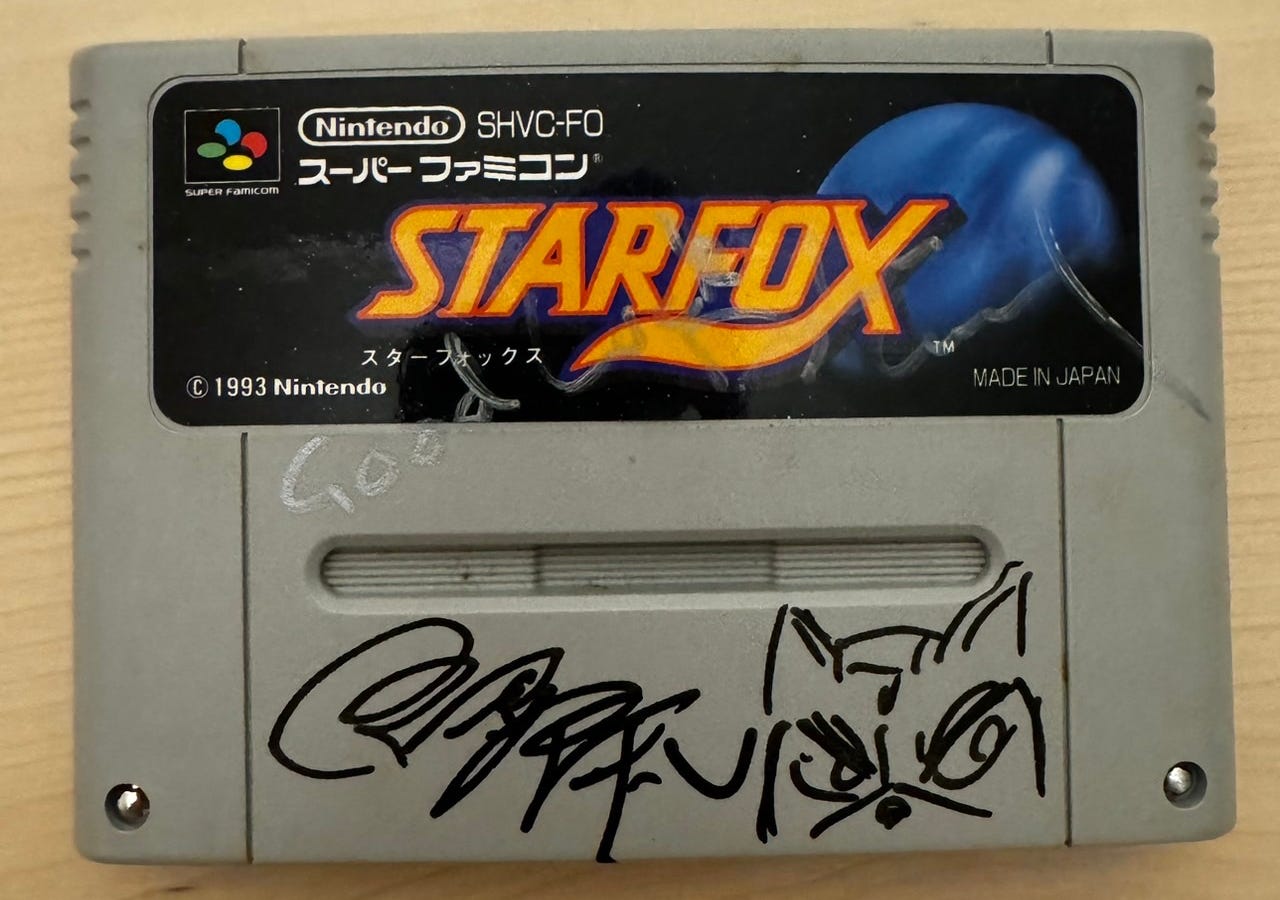 Nintendo SHVC-FO
スーパーファミコン®
SUPER FAMICOM
STARFOX
スターフォックス
TM
© 1993 Nintendo
MADE IN JAPAN